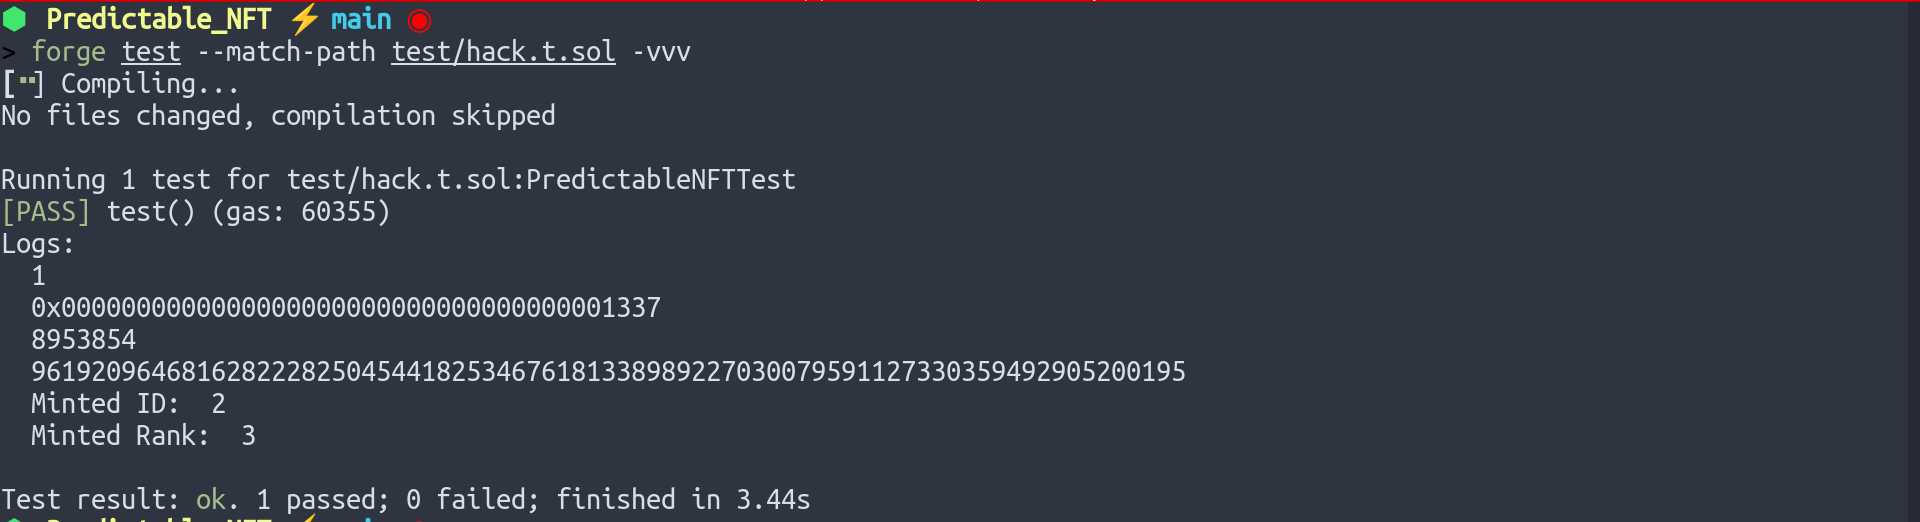 Predictable_NFT ⚡ main ◉
> forge test --match-path test/hack.t.sol -vvv
[⠒] Compiling...
No files changed, compilation skipped
Running 1 test for test/hack.t.sol:PredictableNFTTest
[PASS] test() (gas: 60355)
Logs:
1
0x0000000000000000000000000000000000001337
8953854
96192096468162822282504544182534676181338989227030079591127330359492905200195
Minted ID:  2
Minted Rank:  3
Test result: ok. 1 passed; 0 failed; finished in 3.44s